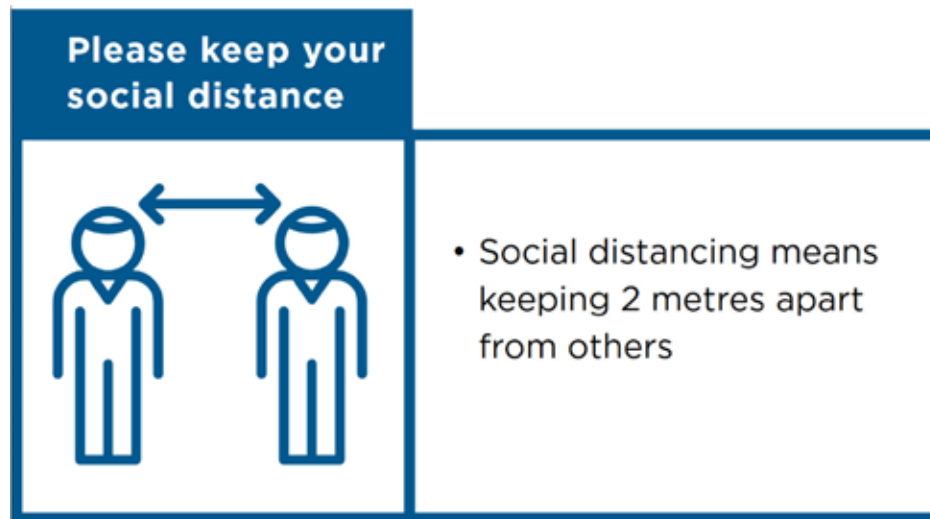 Please keep your
social distance
• Social distancing means
keeping 2 metres apart
from others